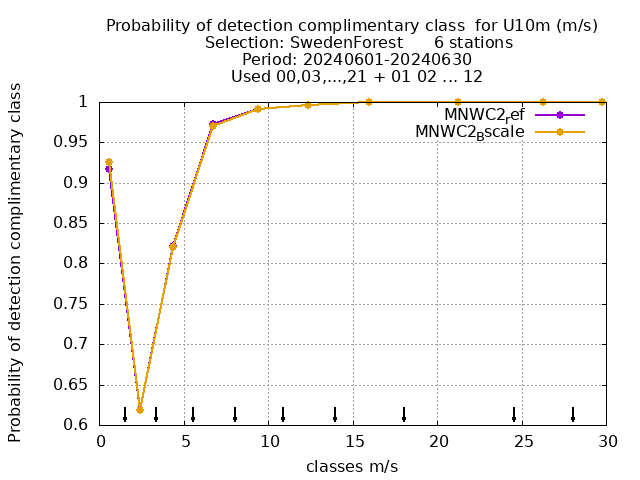 Probability of detection complimentary class  for U10m (m/s)
Selection: SwedenForest      6 stations
Period: 20240601-20240630
Used 00,03,...,21 + 01 02 ... 12
Probability of detection complimentary class
1
0.95
0.9
0.85
0.8
0.75
0.7
0.65
0.6
MNWC2ref
MNWC2Bscale
0 5 10 15 20 25 30
classes m/s